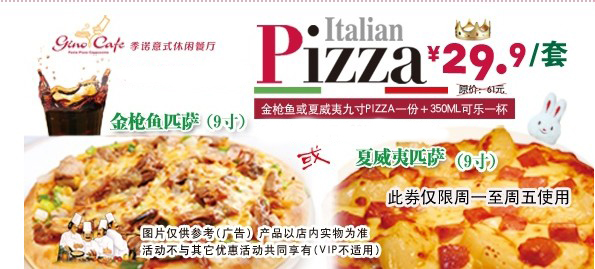 Gino Cafe 季诺意式休闲餐厅
Italian
Pizza
¥29.9/套
原价：61元
金枪鱼或夏威夷九寸PIZZA一份＋350ML可乐一杯
金枪鱼匹萨（9寸）
或
夏威夷匹萨（9寸）
此券仅限周一至周五使用
图片仅供参考（广告） 产品以店内实物为准
活动不与其它优惠活动共同享有（VIP不适用）